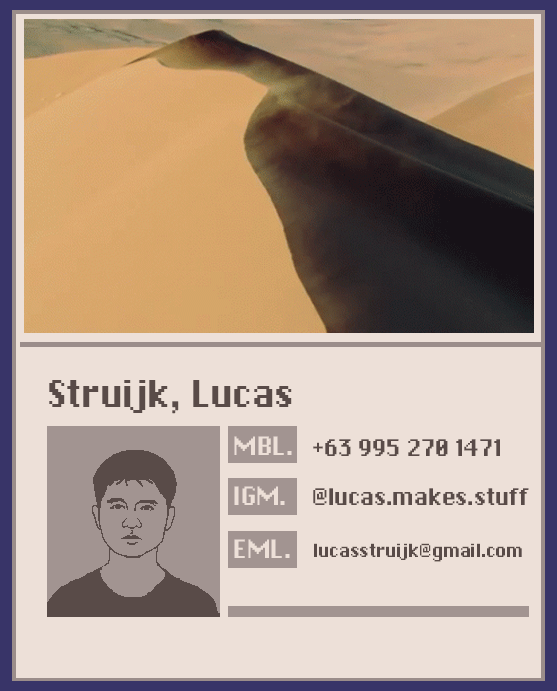 Struijk, Lucas
MBL. +63 995 270 1471
IGM. @lucas.makes.stuff
EML. lucasstruijk@gmail.com